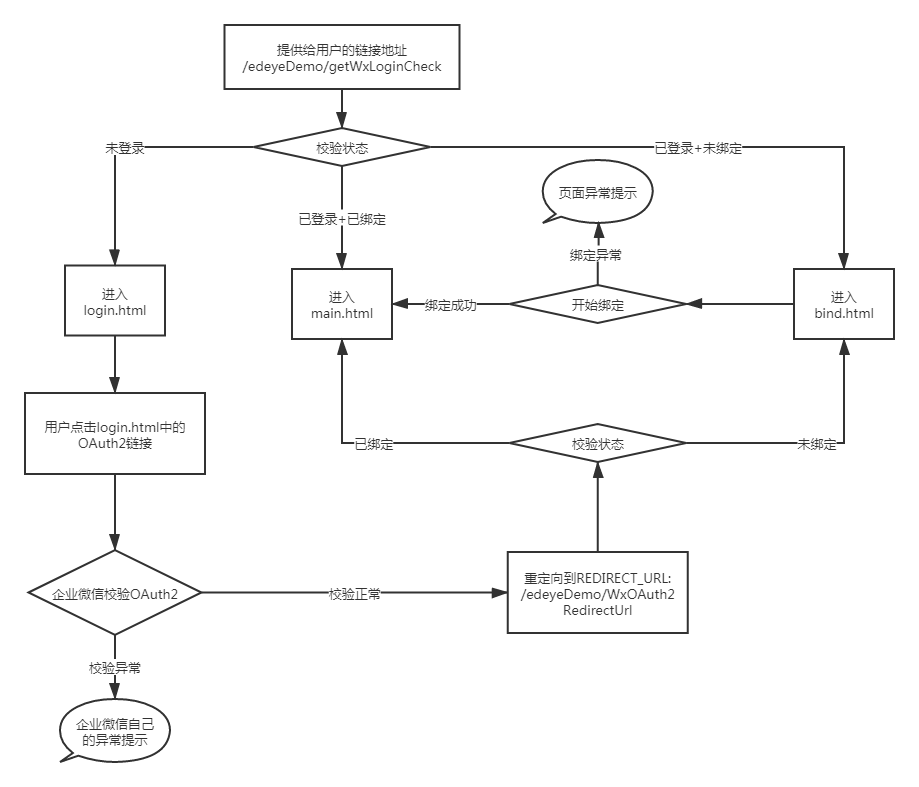 提供给用户的链接地址
/edeyeDemo/getWxLoginCheck
未登录
校验状态
已登录+未绑定
页面异常提示
已登录+已绑定
绑定异常
进入
login.html
进入
main.html
绑定成功
开始绑定
进入
bind.html
用户点击login.html中的
OAuth2链接
已绑定
校验状态
未绑定
企业微信校验OAuth2
校验正常
重定向到REDIRECT_URL:
/edeyeDemo/WxOAuth2
RedirectUrl
校验异常
企业微信自己
的异常提示